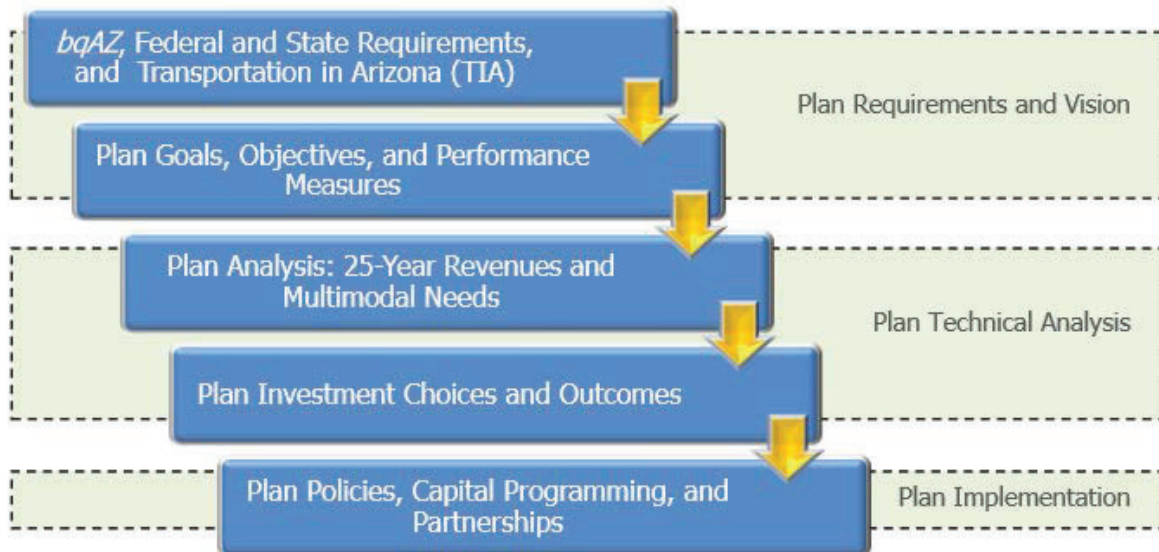 bqAZ, Federal and State Requirements,
and Transportation in Arizona (TIA)
Plan Requirements and Vision
Plan Goals, Objectives, and Performance
Measures
Plan Analysis: 25-Year Revenues and
Multimodal Needs
Plan Technical Analysis
Plan Investment Choices and Outcomes
Plan Policies, Capital Programming, and
Partnerships
Plan Implementation